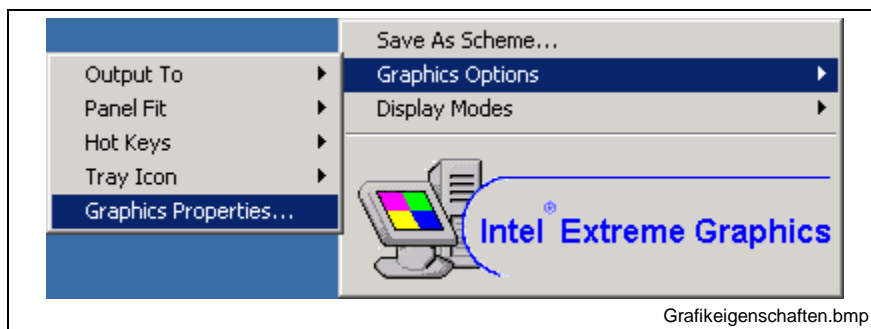 Save As Scheme...
Graphics Options
Display Modes
Output To
Panel Fit
Hot Keys
Tray Icon
Graphics Properties...
Intel® Extreme Graphics
Grafikeigenschaften.bmp